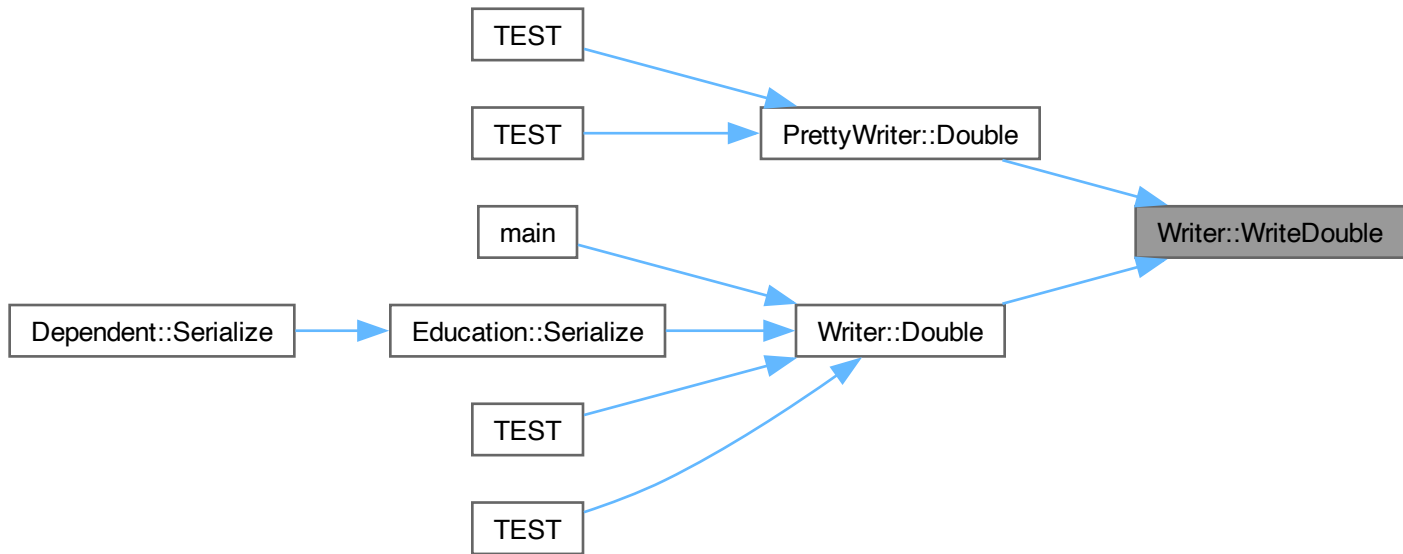 TEST
TEST
PrettyWriter::Double
main
Writer::WriteDouble
Dependent::Serialize
Education::Serialize
Writer::Double
TEST
TEST